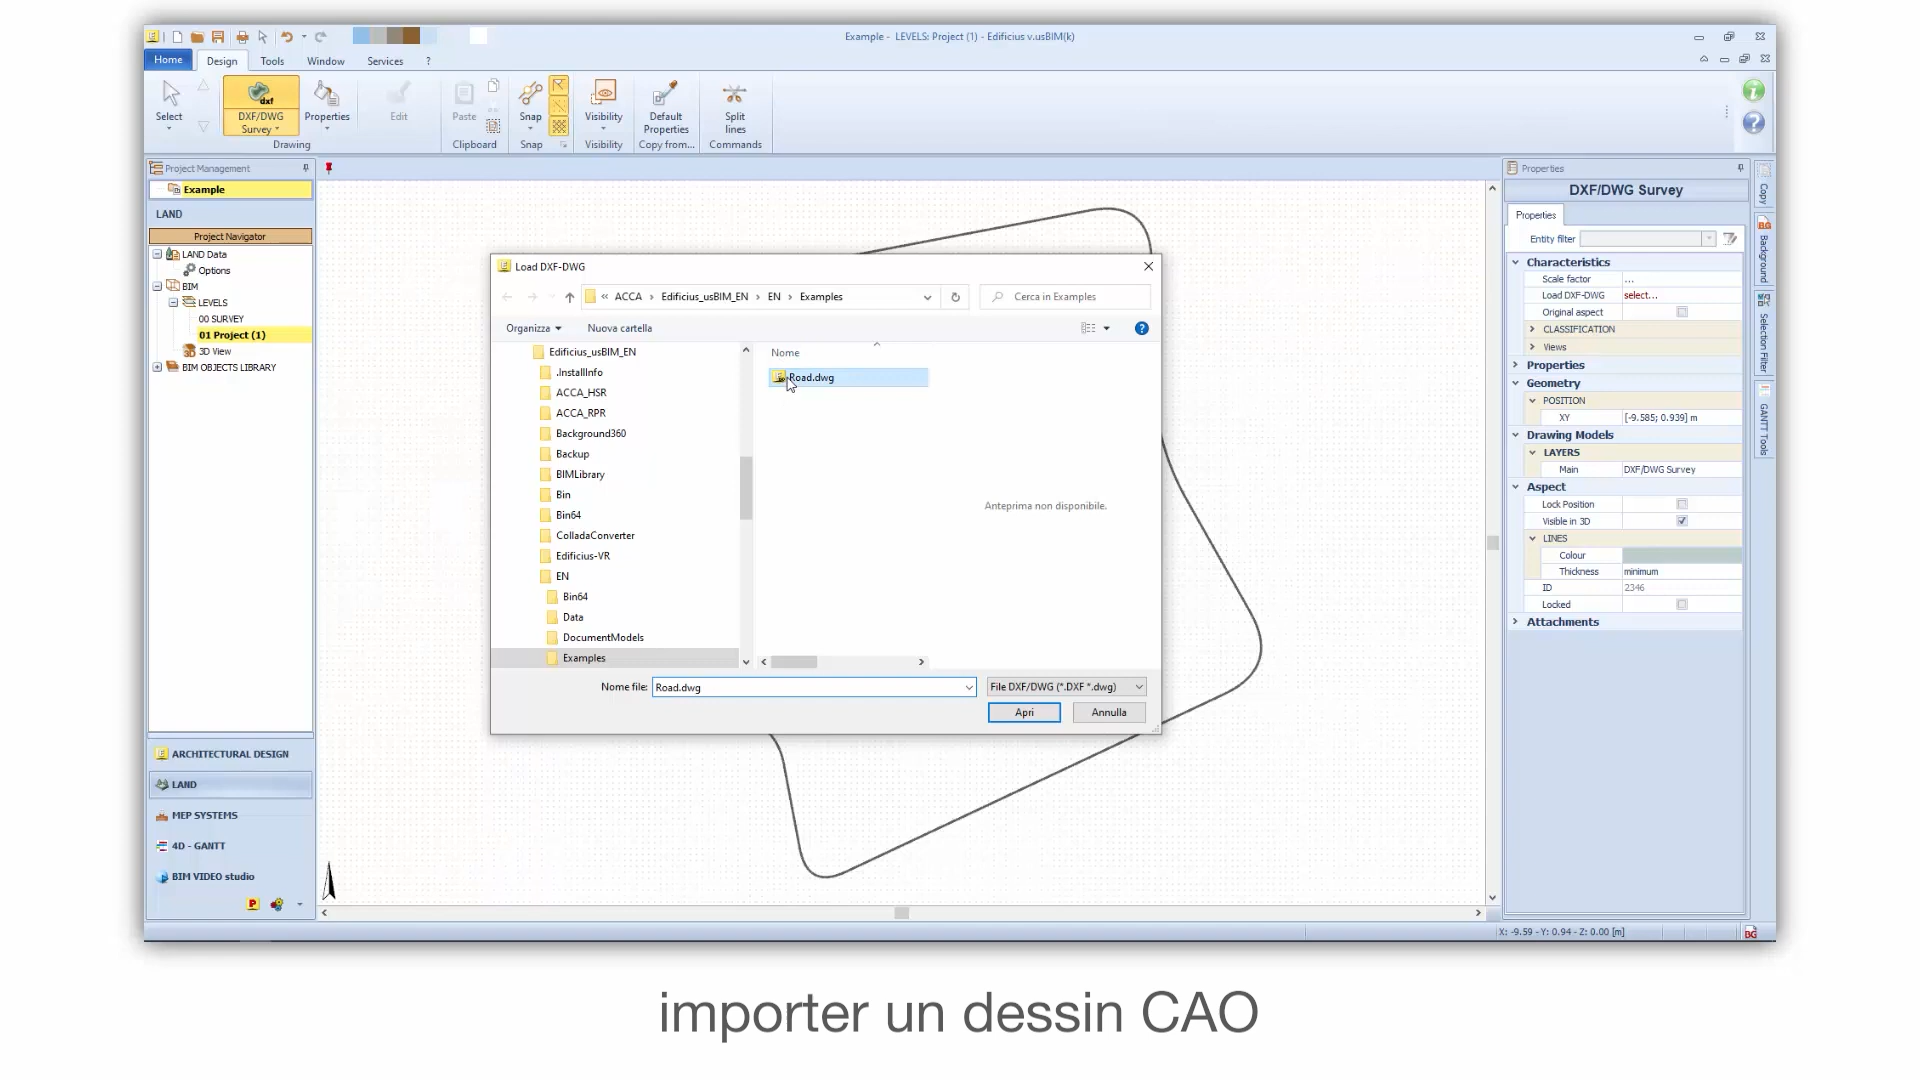 Example - LEVELS: Project (1) - Edificius v.usBIM(k)
Home Design Tools Window Services ?
Select DXF/DWG Survey Properties Edit Paste Snap Visibility Default Properties Split lines
Drawing Clipboard Snap Visibility Copy from... Commands
Project Management
Example
LAND
Project Navigator
LAND Data
Options
BIM
LEVELS
00 SURVEY
01 Project (1)
3D View
BIM OBJECTS LIBRARY
ARCHITECTURAL DESIGN
LAND
MEP SYSTEMS
4D - GANTT
BIM VIDEO studio
Load DXF-DWG
« ACCA › Edificius_usBIM_EN › EN › Examples
Cerca in Examples
Organizza Nuova cartella
Edificius_usBIM_EN
.InstallInfo
ACCA_HSR
ACCA_RPR
Background360
Backup
BIMLibrary
Bin
Bin64
ColladaConverter
Edificius-VR
EN
Bin64
Data
DocumentModels
Examples
Nome
Road.dwg
Anteprima non disponibile.
Nome file: Road.dwg File DXF/DWG (*.DXF *.dwg)
Apri Annulla
Properties
DXF/DWG Survey
Properties
Entity filter
Characteristics
Scale factor ...
Load DXF-DWG select...
Original aspect
CLASSIFICATION
Views
Properties
Geometry
POSITION
XY [-9.585; 0.939] m
Drawing Models
LAYERS
Main DXF/DWG Survey
Aspect
Lock Position
Visible in 3D
LINES
Colour
Thickness minimum
ID 2346
Locked
Attachments
Copy
Background
Selection Filter
GANTT Tools
X: -9.59 - Y: 0.94 - Z: 0.00 [m]
BG
importer un dessin CAO